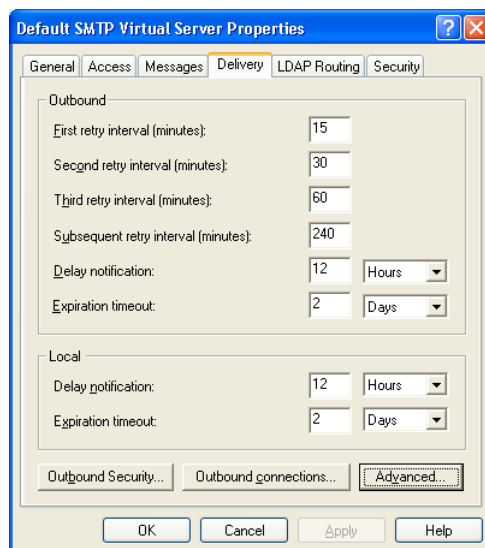 Default SMTP Virtual Server Properties
General Access Messages Delivery LDAP Routing Security
Outbound
First retry interval (minutes): 15
Second retry interval (minutes): 30
Third retry interval (minutes): 60
Subsequent retry interval (minutes): 240
Delay notification: 12 Hours
Expiration timeout: 2 Days
Local
Delay notification: 12 Hours
Expiration timeout: 2 Days
Outbound Security... Outbound connections... Advanced...
OK Cancel Apply Help